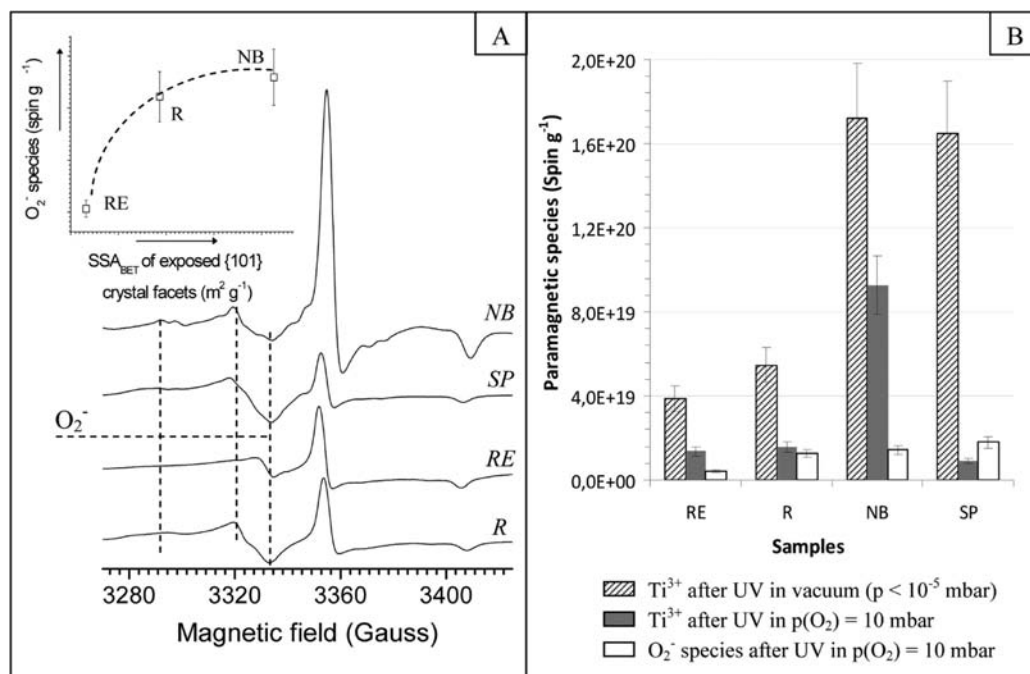 A
O₂⁻ species (spin g⁻¹)
NB
R
RE
SSA_BET of exposed {101}
crystal facets (m² g⁻¹)
NB
SP
O₂⁻
RE
R
3280
3320
3360
3400
Magnetic field (Gauss)
B
Paramagnetic species (Spin g⁻¹)
2,0E+20
1,6E+20
1,2E+20
8,0E+19
4,0E+19
0,0E+00
RE R NB SP
Samples
Ti³⁺ after UV in vacuum (p < 10⁻⁵ mbar)
Ti³⁺ after UV in p(O₂) = 10 mbar
O₂⁻ species after UV in p(O₂) = 10 mbar